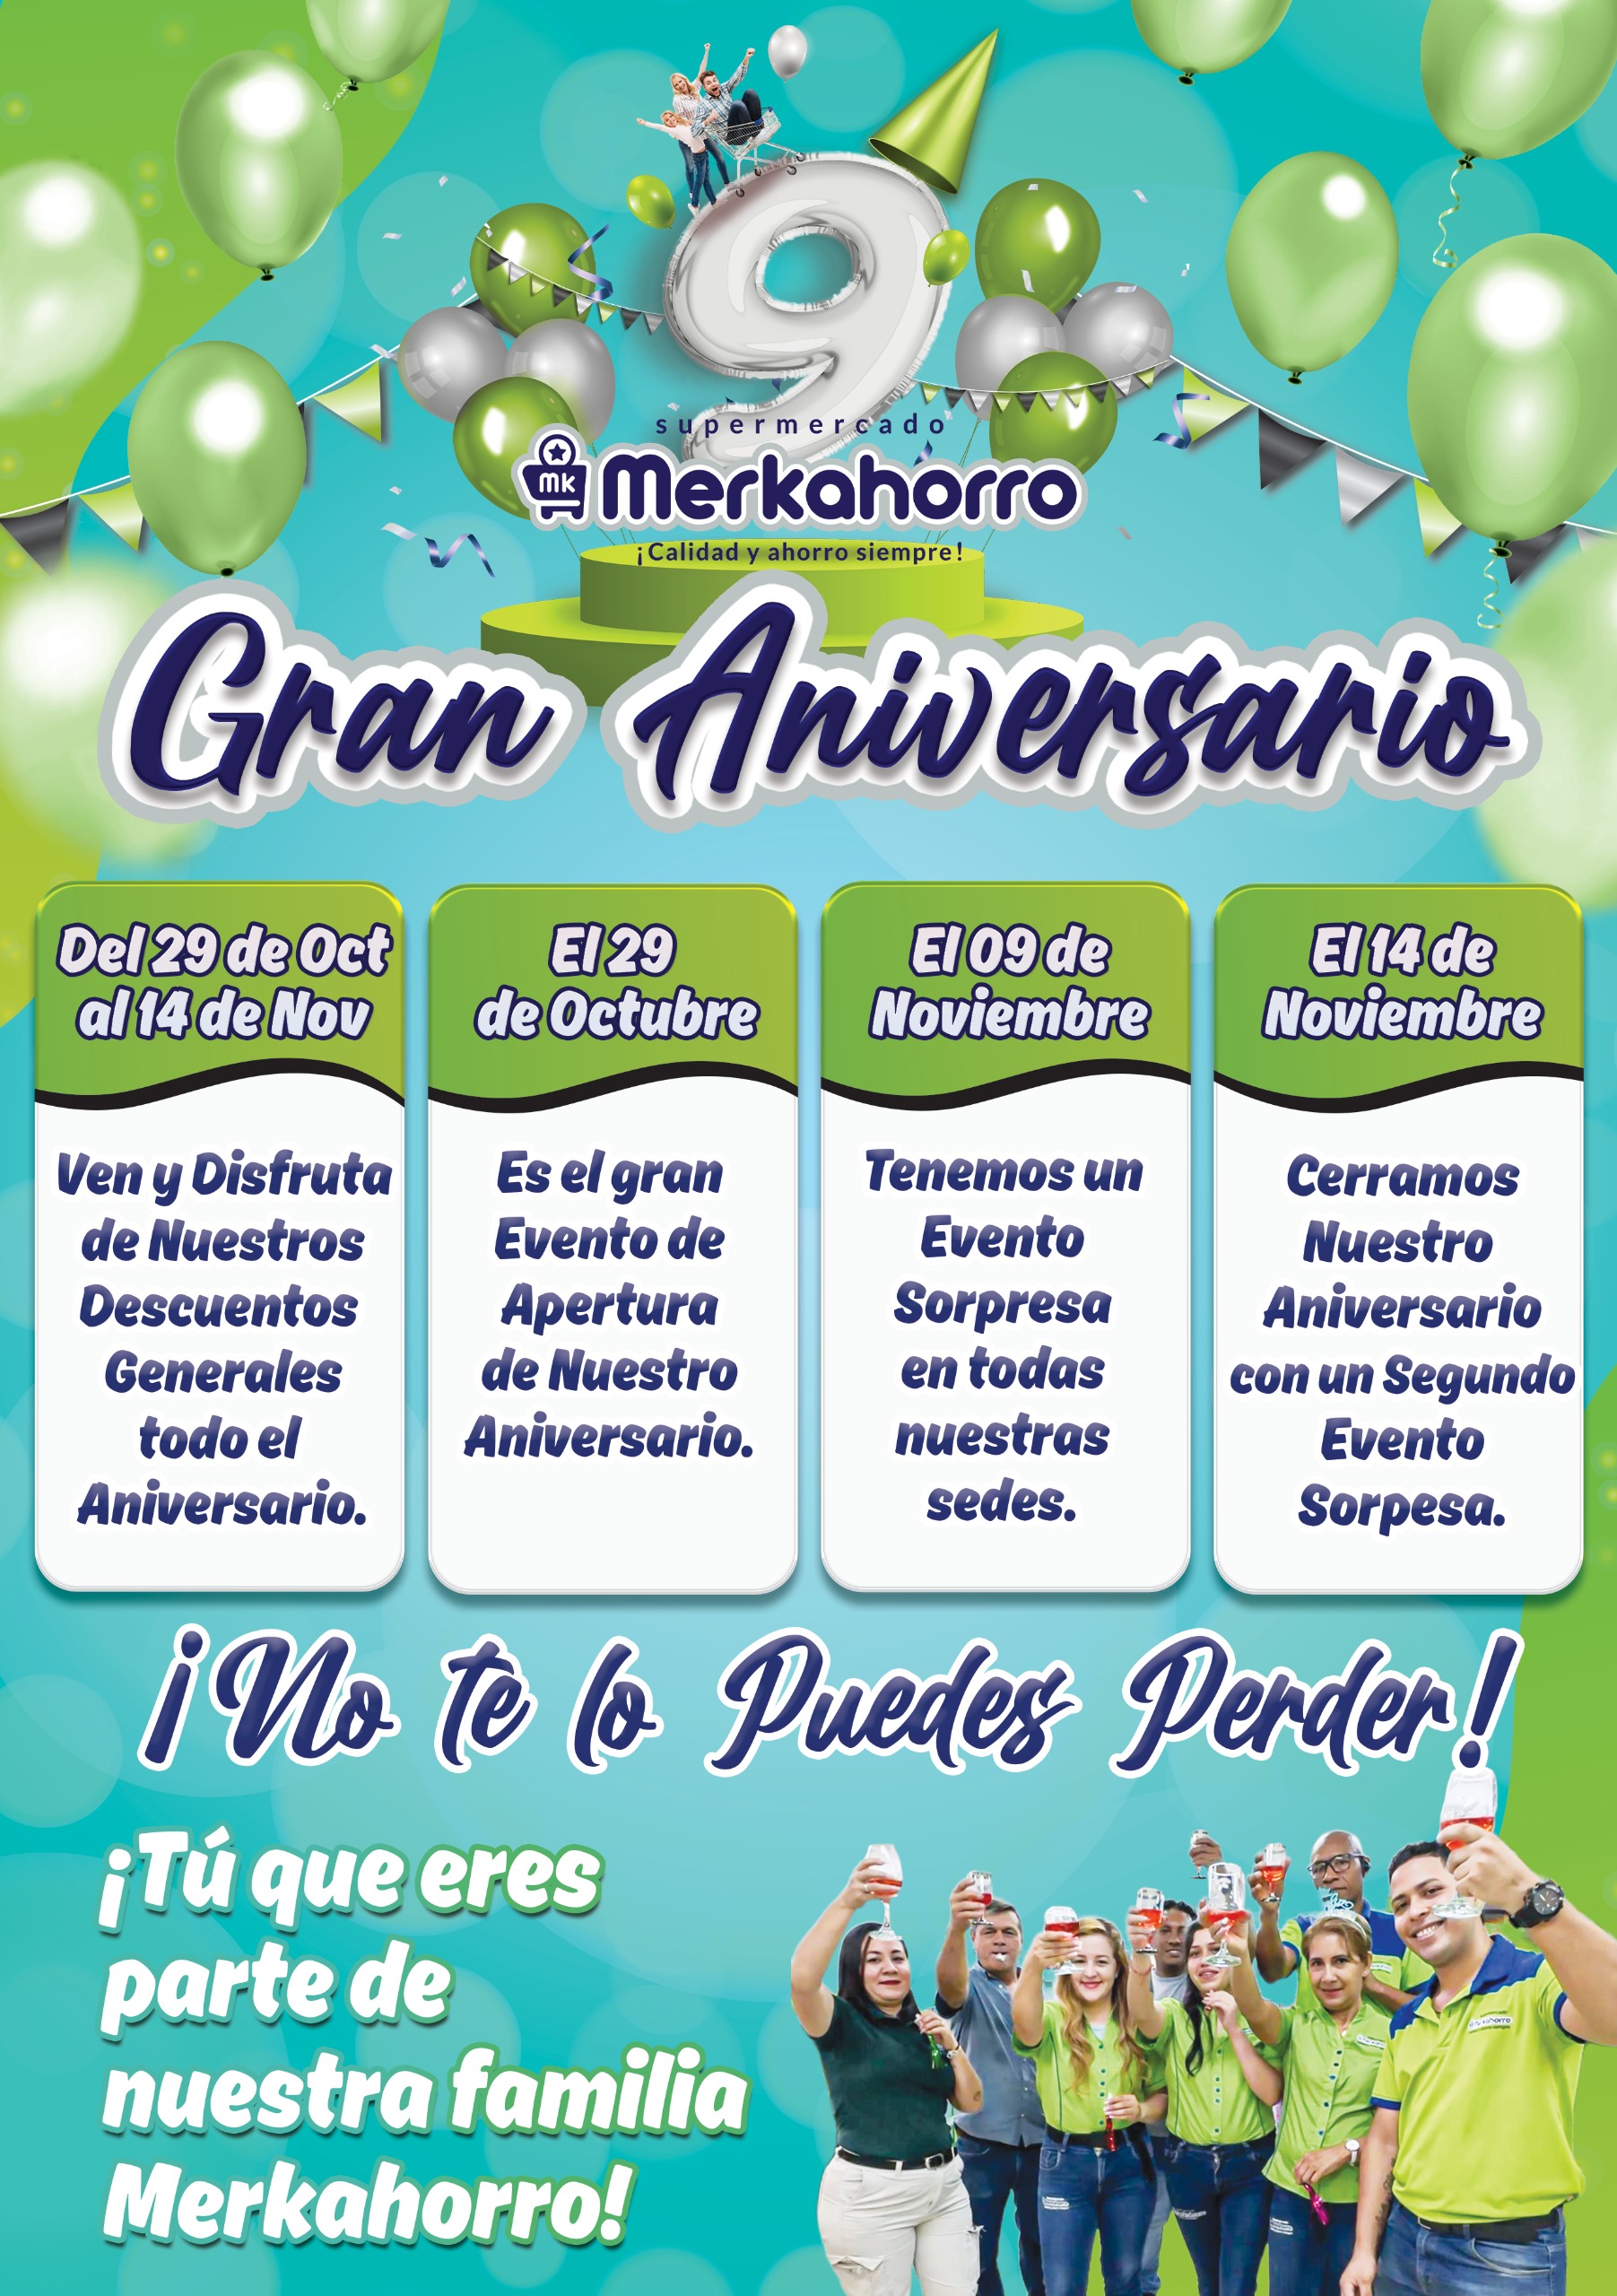 9
supermercado
mk Merkahorro
¡Calidad y ahorro siempre!
Gran Aniversario
Del 29 de Oct
al 14 de Nov
Ven y Disfruta
de Nuestros
Descuentos
Generales
todo el
Aniversario.
El 29
de Octubre
Es el gran
Evento de
Apertura
de Nuestro
Aniversario.
El 09 de
Noviembre
Tenemos un
Evento
Sorpresa
en todas
nuestras
sedes.
El 14 de
Noviembre
Cerramos
Nuestro
Aniversario
con un Segundo
Evento
Sorpesa.
¡No te lo Puedes Perder!
¡Tú que eres
parte de
nuestra familia
Merkahorro!